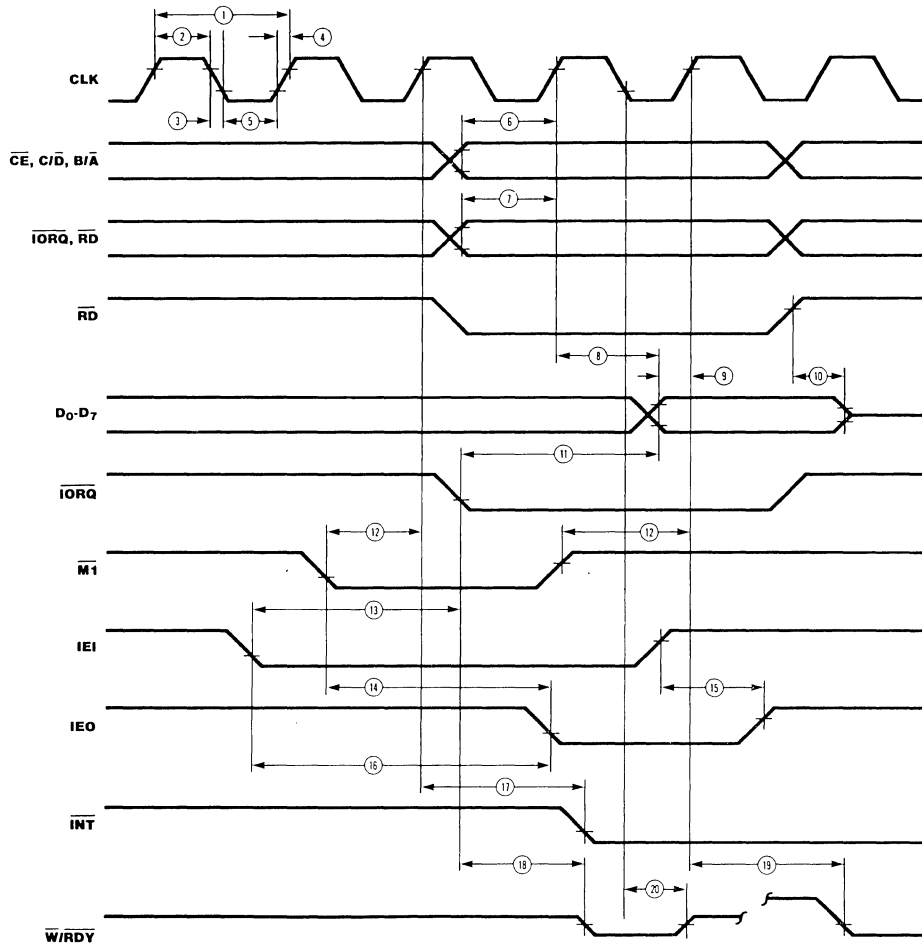 1
2
4
CLK
3
5
6
CE, C/D̅, B/A̅
7
IORQ, RD
RD
8
9
10
D0-D7
11
IORQ
12
12
M1
13
IEI
14
15
IEO
16
17
INT
18
19
20
W/RDY